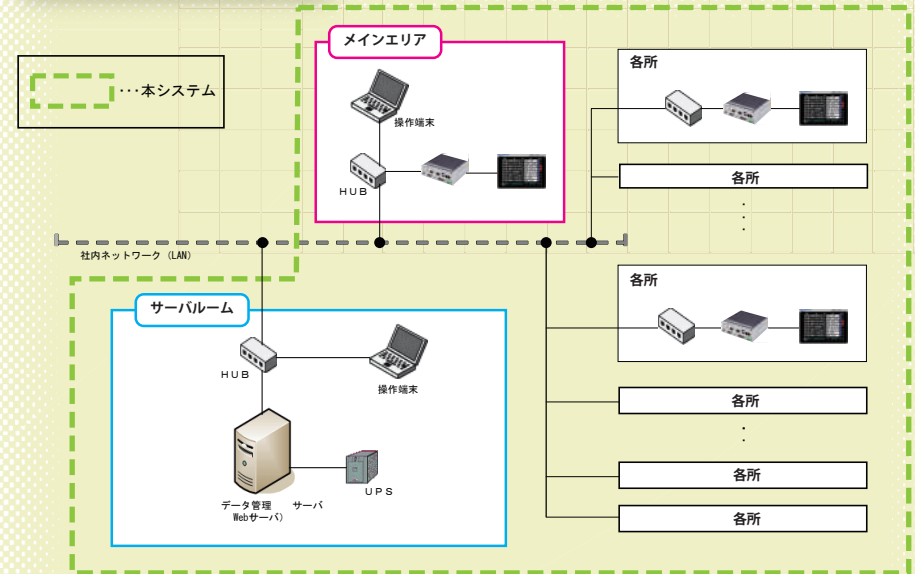 ･･･本システム
メインエリア
操作端末
ＨＵＢ
各所
各所
社内ネットワーク (LAN)
サーバルーム
ＨＵＢ
操作端末
データ管理　サーバ
Webサーバ)
ＵＰＳ
各所
各所
各所
各所